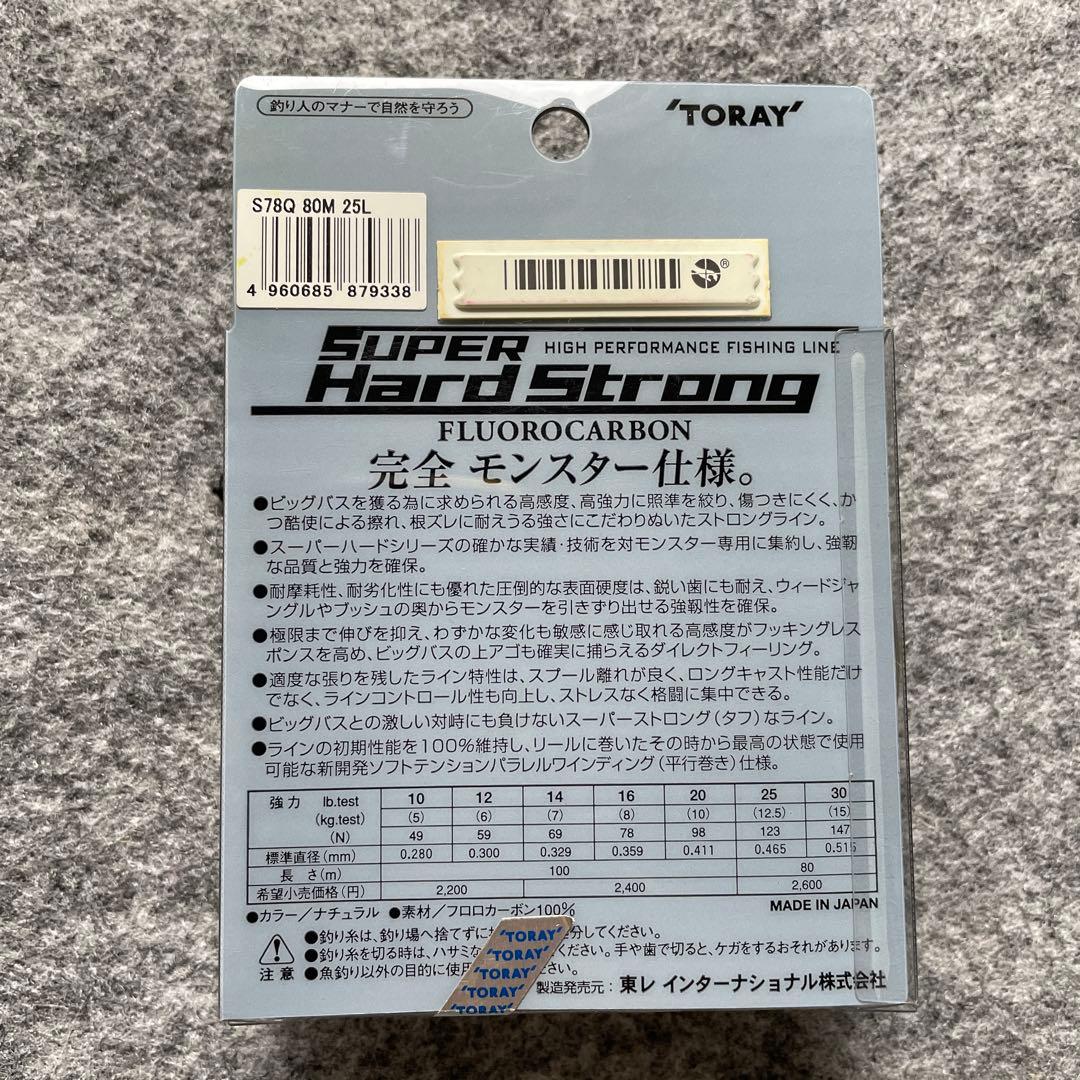 釣り人のマナーで自然を守ろう
'TORAY'
S78Q 80M 25L
4 960685 879338
SUPER HIGH PERFORMANCE FISHING LINE
Hard Strong
FLUOROCARBON
完全 モンスター仕様。
●ビッグバスを獲る為に求められる高感度、高強力に照準を絞り、傷つきにくく、か
つ酷使による擦れ、根ズレに耐えうる強さにこだわりぬいたストロングライン。
●スーパーハードシリーズの確かな実績・技術を対モンスター専用に集約し、強靭
な品質と強力を確保。
●耐摩耗性、耐劣化性にも優れた圧倒的な表面硬度は、鋭い歯にも耐え、ウィードジャ
ングルやブッシュの奥からモンスターを引きずり出せる強靱性を確保。
●極限まで伸びを抑え、わずかな変化も敏感に感じ取れる高感度がフッキングレス
ポンスを高め、ビッグバスの上アゴも確実に捕らえるダイレクトフィーリング。
●適度な張りを残したライン特性は、スプール離れが良く、ロングキャスト性能だけ
でなく、ラインコントロール性も向上し、ストレスなく格闘に集中できる。
●ビッグバスとの激しい対峙にも負けないスーパーストロング(タフ)なライン。
●ラインの初期性能を100%維持し、リールに巻いたその時から最高の状態で使用
可能な新開発ソフトテンションパラレルワインディング(平行巻き)仕様。
強力 lb.test 10 12 14 16 20 25 30
(kg.test) (5) (6) (7) (8) (10) (12.5) (15)
(N) 49 59 69 78 98 123 147
標準直径(mm) 0.280 0.300 0.329 0.359 0.411 0.465 0.515
長さ(m) 100 80
希望小売価格(円) 2,200 2,400 2,600
●カラー/ナチュラル ●素材/フロロカーボン100% MADE IN JAPAN
注意
●釣り糸は、釣り場へ捨てずに 分してください。
●釣り糸を切る時は、ハサミな ください。手や歯で切ると、ケガをするおそれがあります。
●魚釣り以外の目的に使用 さい。
'TORAY'
'TORAY'
'TORAY'
'TORAY'
'TORAY'
製造発売元:東レ インターナショナル株式会社